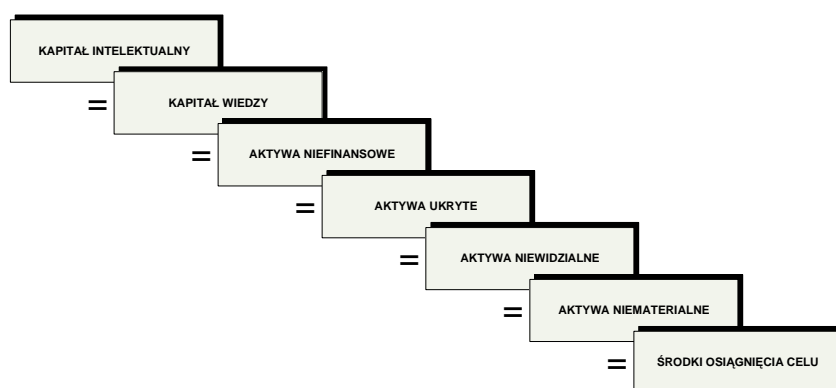 KAPITAŁ INTELEKTUALNY
= KAPITAŁ WIEDZY
= AKTYWA NIEFINANSOWE
= AKTYWA UKRYTE
= AKTYWA NIEWIDZIALNE
= AKTYWA NIEMATERIALNE
= ŚRODKI OSIĄGNIĘCIA CELU